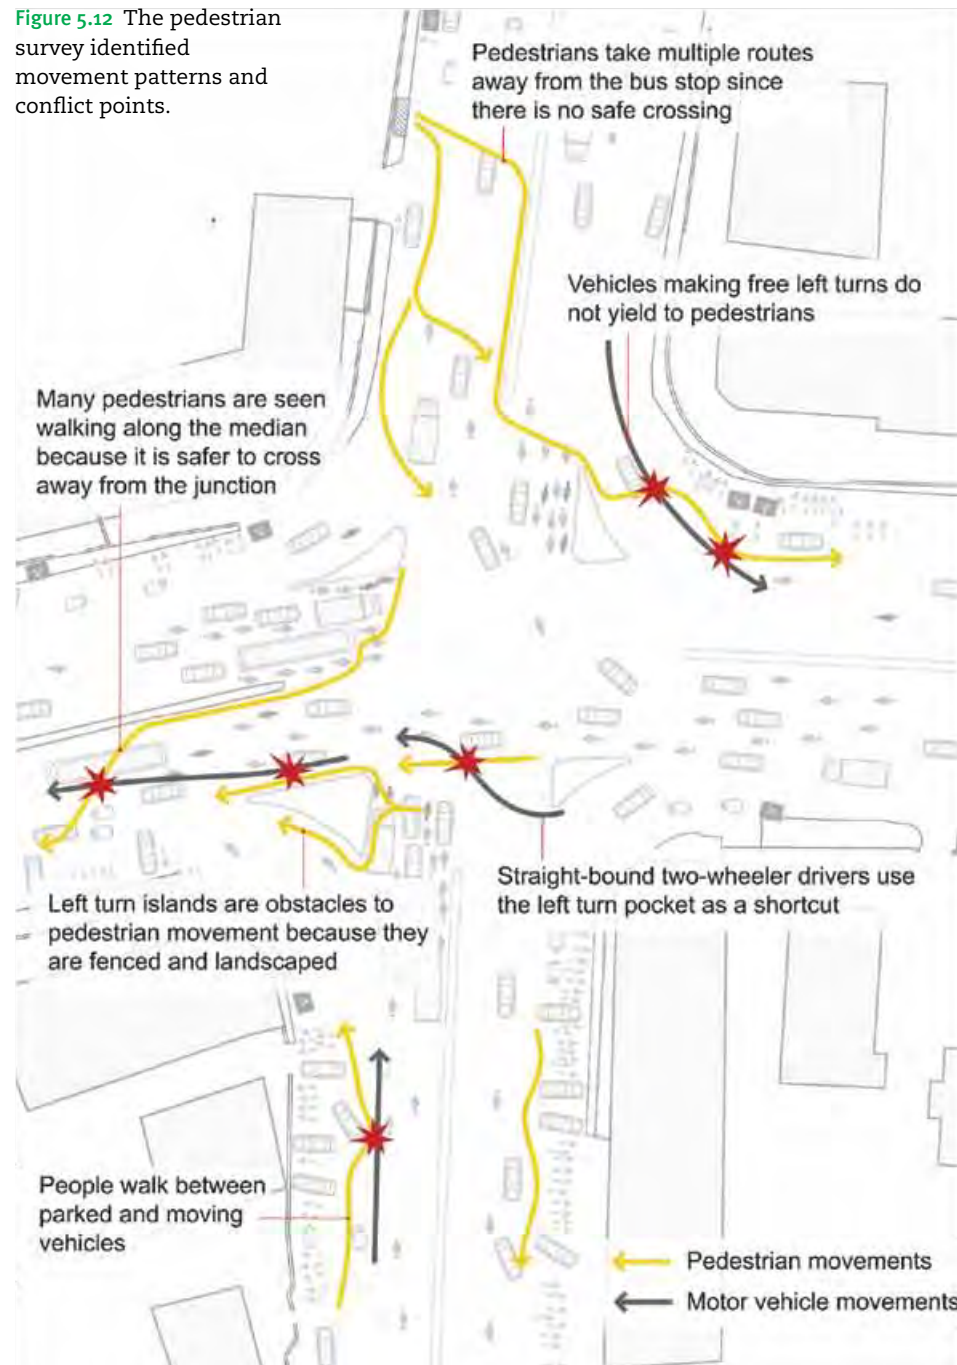 Figure 5.12 The pedestrian
survey identified
movement patterns and
conflict points.
Pedestrians take multiple routes
away from the bus stop since
there is no safe crossing
Vehicles making free left turns do
not yield to pedestrians
Many pedestrians are seen
walking along the median
because it is safer to cross
away from the junction
Straight-bound two-wheeler drivers use
the left turn pocket as a shortcut
Left turn islands are obstacles to
pedestrian movement because they
are fenced and landscaped
People walk between
parked and moving
vehicles
Pedestrian movements
Motor vehicle movements